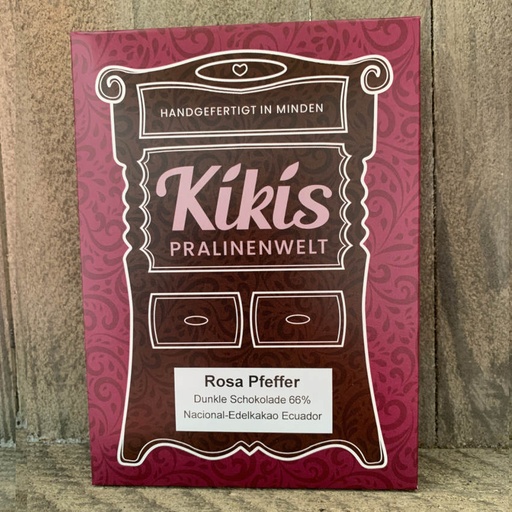 HANDGEFERTIGT IN MINDEN
Kikis
PRALINENWELT
Rosa Pfeffer
Dunkle Schokolade 66%
Nacional-Edelkakao Ecuador